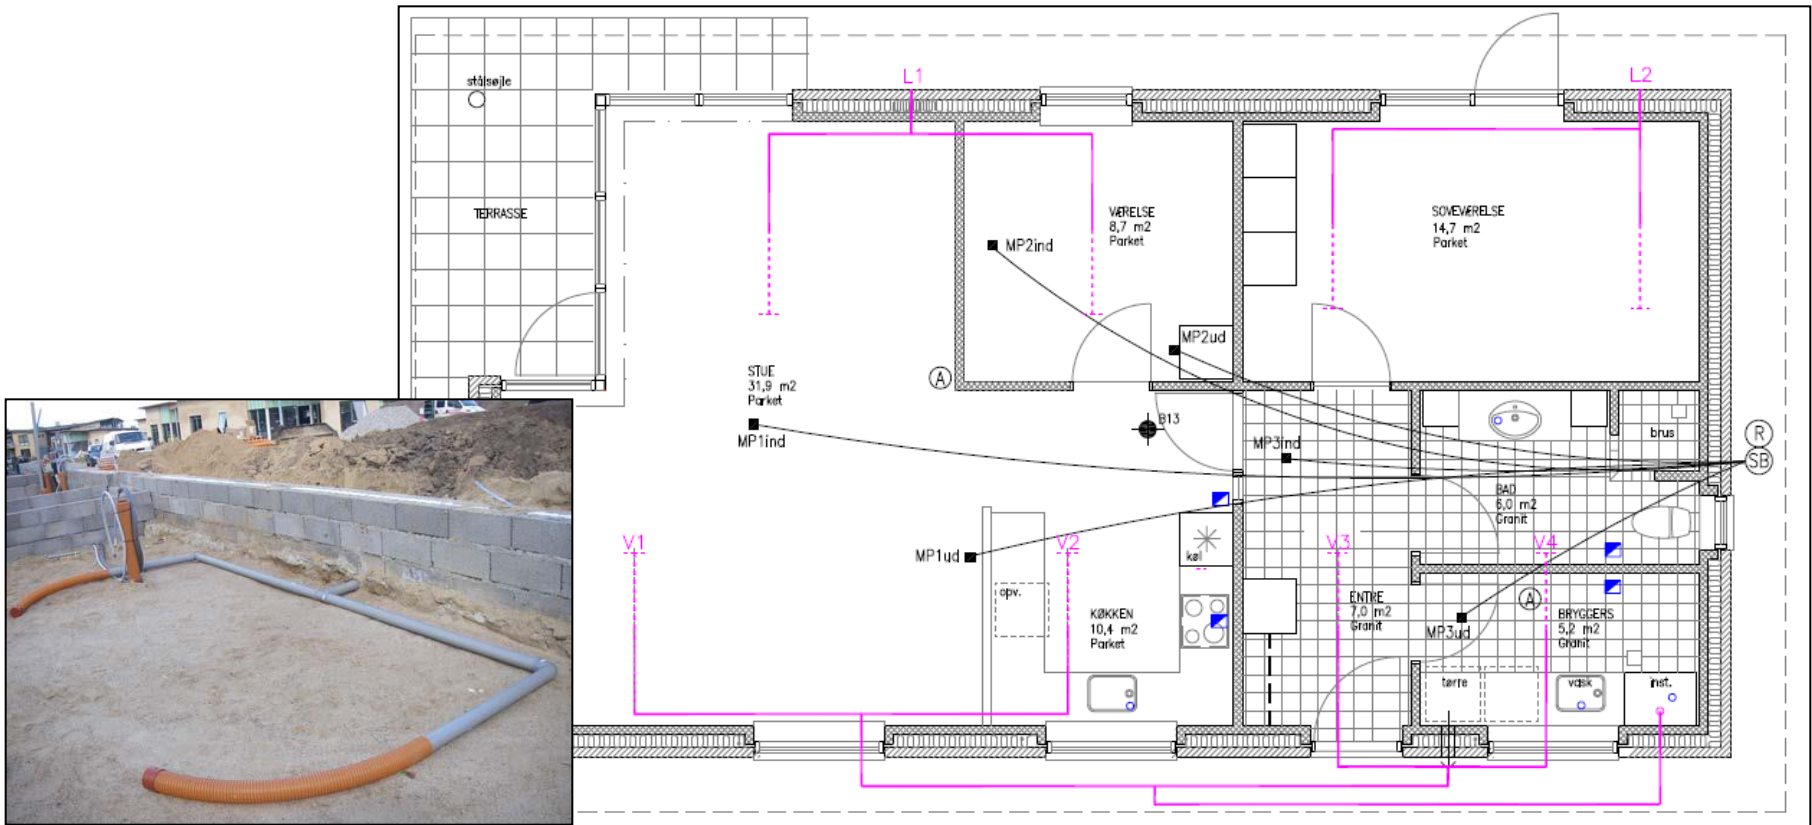 stålsøjle
L1
L2
TERRASSE
VÆRELSE
8,7 m2
Parket
SOVEVÆRELSE
14,7 m2
Parket
MP2ind
MP2ud
STUE
31,9 m2
Parket
A
MP1ind
B13
MP3ind
brus
R
SB
BAD
6,0 m2
Granit
V1
V2
V3
V4
MP1ud
køl
opv.
KØKKEN
10,4 m2
Parket
ENTRE
7,0 m2
Granit
A
BRYGGERS
5,2 m2
Granit
MP3ud
tørre
vask
inst.